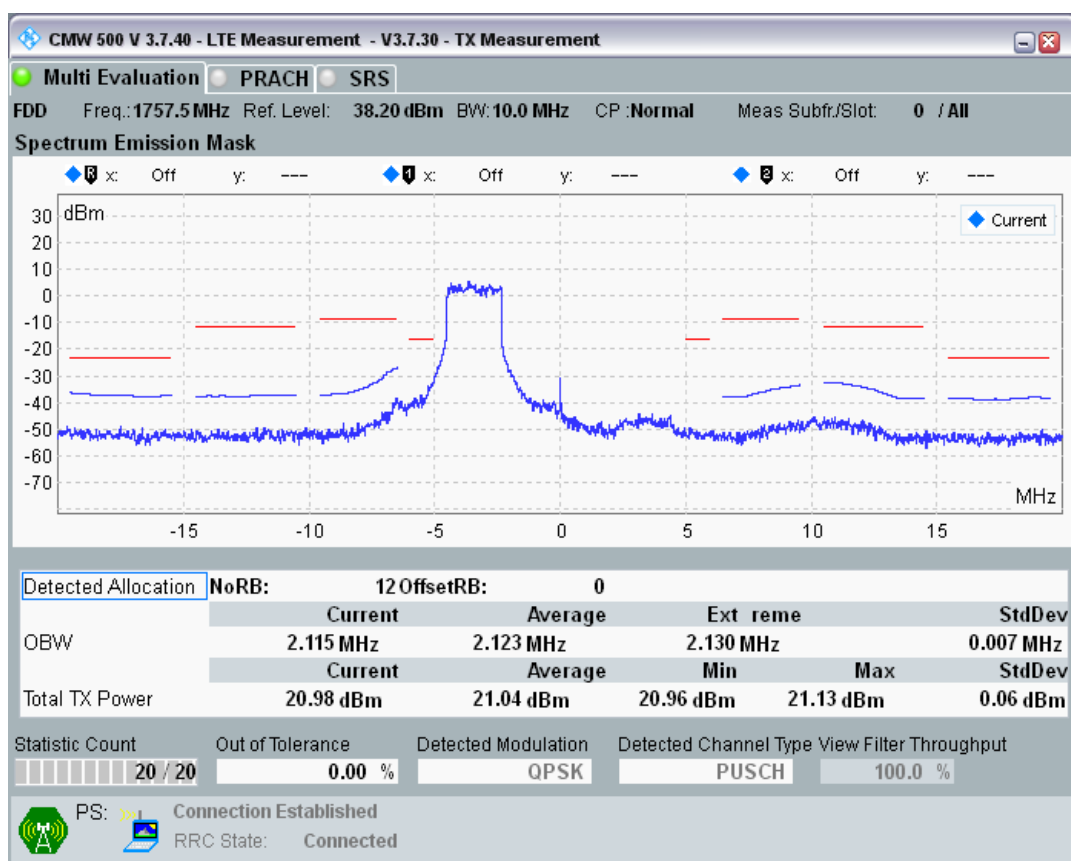 CMW 500 V 3.7.40 - LTE Measurement - V3.7.30 - TX Measurement
Multi Evaluation PRACH SRS
FDD Freq.: 1757.5 MHz Ref. Level: 38.20 dBm BW: 10.0 MHz CP :Normal Meas Subfr./Slot: 0 / All
Spectrum Emission Mask
R x: Off y: --- 1 x: Off y: --- 2 x: Off y: ---
dBm
Current
30
20
10
0
-10
-20
-30
-40
-50
-60
-70
MHz
-15 -10 -5 0 5 10 15
Detected Allocation NoRB: 12 OffsetRB: 0
Current Average Ext reme StdDev
OBW 2.115 MHz 2.123 MHz 2.130 MHz 0.007 MHz
Current Average Min Max StdDev
Total TX Power 20.98 dBm 21.04 dBm 20.96 dBm 21.13 dBm 0.06 dBm
Statistic Count Out of Tolerance Detected Modulation Detected Channel Type View Filter Throughput
20 / 20 0.00 % QPSK PUSCH 100.0 %
PS: Connection Established
RRC State: Connected